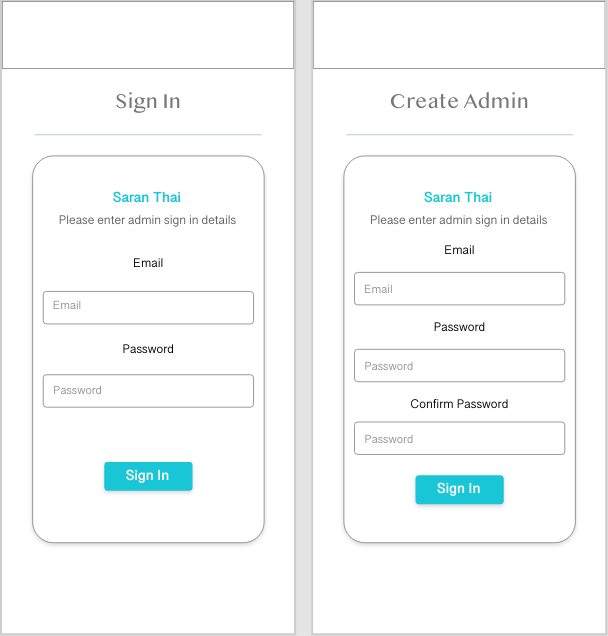 Sign In
Saran Thai
Please enter admin sign in details
Email
Email
Password
Password
Sign In
Create Admin
Saran Thai
Please enter admin sign in details
Email
Email
Password
Password
Confirm Password
Password
Sign In